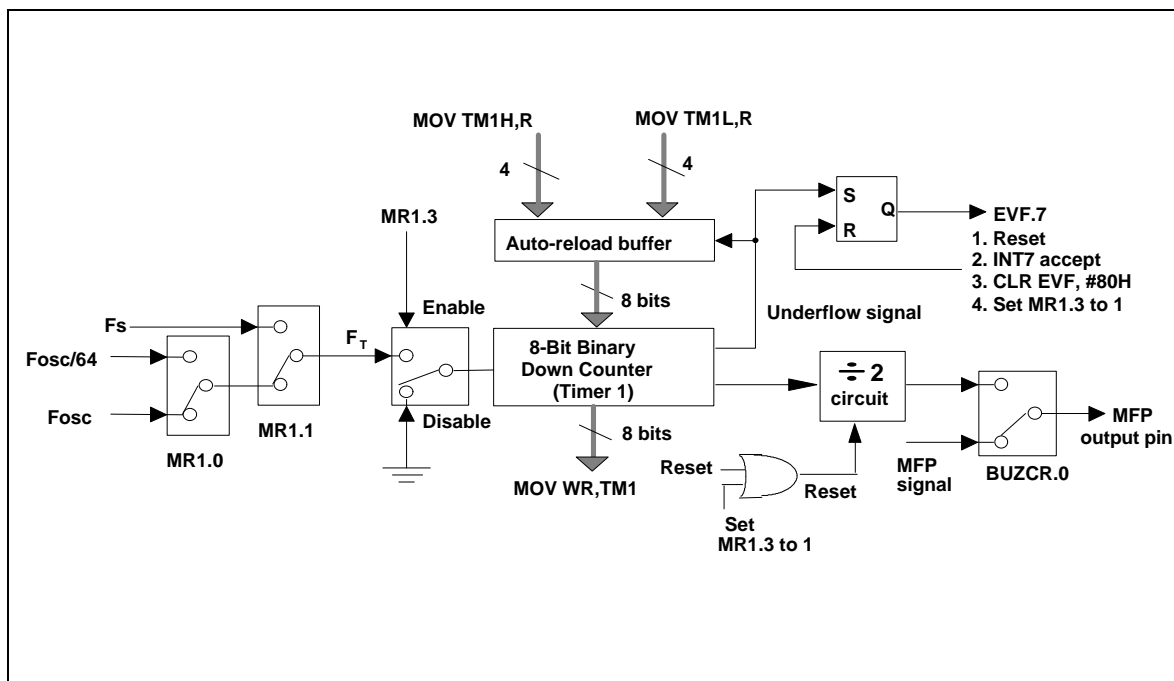 MOV TM1H,R
MOV TM1L,R
4
4
MR1.3
Auto-reload buffer
S
Q
R
EVF.7
1. Reset
2. INT7 accept
3. CLR EVF, #80H
4. Set MR1.3 to 1
8 bits
Enable
Underflow signal
Fs
Fosc/64
Fosc
FT
8-Bit Binary
Down Counter
(Timer 1)
÷ 2
circuit
MR1.0
MR1.1
Disable
8 bits
MOV WR,TM1
Reset
Reset
Set
MR1.3 to 1
MFP
signal
BUZCR.0
MFP
output pin